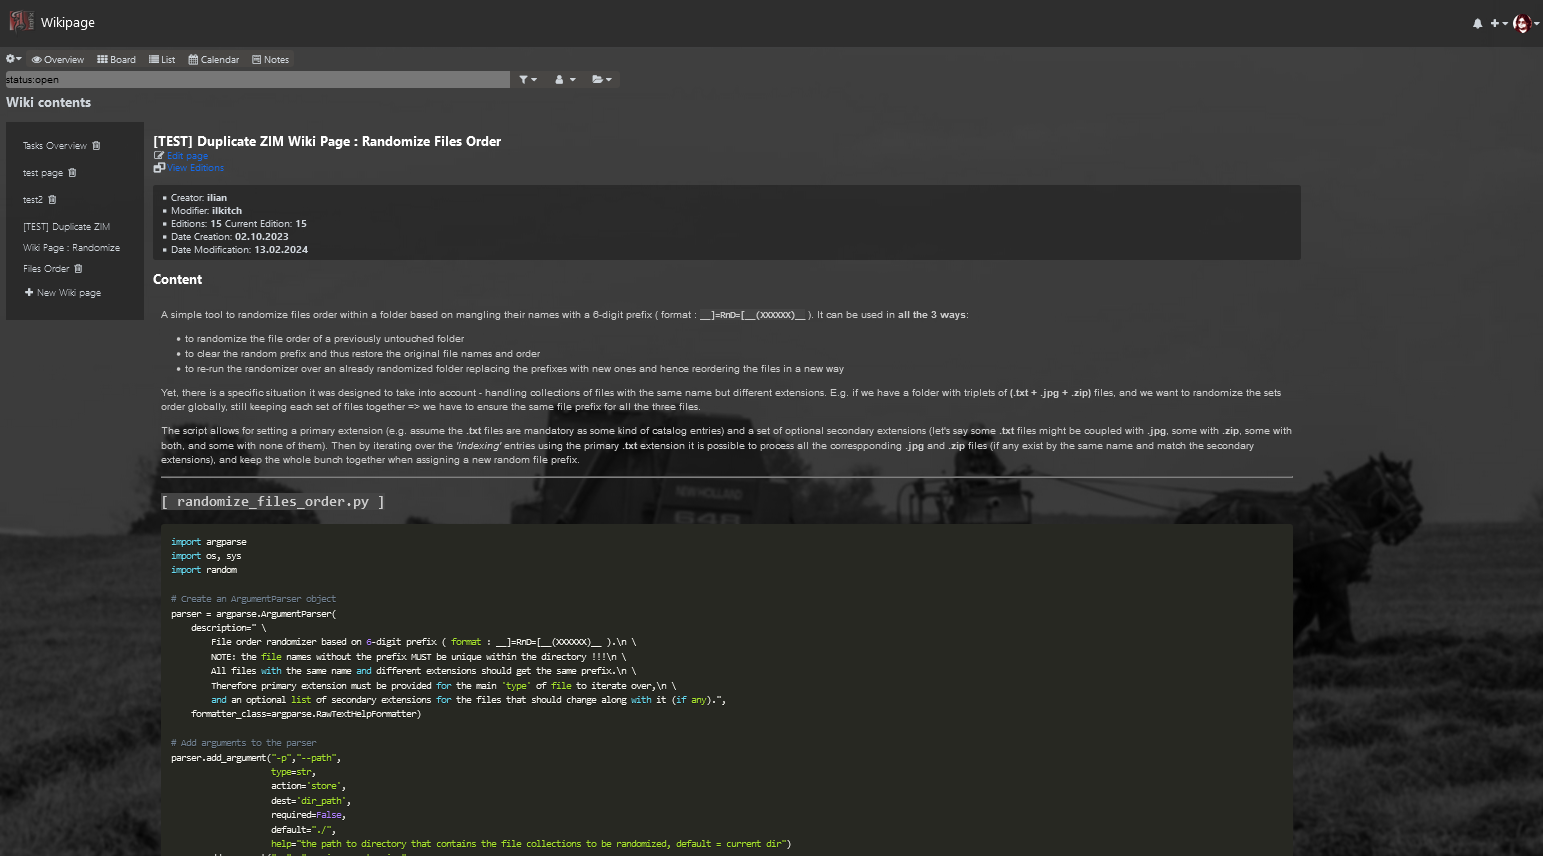 Wikipage
Overview Board List Calendar Notes
status:open
Wiki contents
Tasks Overview
test page
test2
[TEST] Duplicate ZIM
Wiki Page : Randomize
Files Order
New Wiki page
[TEST] Duplicate ZIM Wiki Page : Randomize Files Order
Edit page
View Editions
Creator: ilian
Modifier: ilkitch
Editions: 15 Current Edition: 15
Date Creation: 02.10.2023
Date Modification: 13.02.2024
Content
A simple tool to randomize files order within a folder based on mangling their names with a 6-digit prefix ( format : __]=RnD=[__(XXXXXX)__ ). It can be used in all the 3 ways:
• to randomize the file order of a previously untouched folder
• to clear the random prefix and thus restore the original file names and order
• to re-run the randomizer over an already randomized folder replacing the prefixes with new ones and hence reordering the files in a new way
Yet, there is a specific situation it was designed to take into account - handling collections of files with the same name but different extensions. E.g. if we have a folder with triplets of (.txt + .jpg + .zip) files, and we want to randomize the sets
order globally, still keeping each set of files together => we have to ensure the same file prefix for all the three files.
The script allows for setting a primary extension (e.g. assume the .txt files are mandatory as some kind of catalog entries) and a set of optional secondary extensions (let's say some .txt files might be coupled with .jpg, some with .zip, some with
both, and some with none of them). Then by iterating over the 'indexing' entries using the primary .txt extension it is possible to process all the correspponding .jpg and .zip files (if any exist by the same name and match the secondary
extensions), and keep the whole bunch together when assigning a new random file prefix.
NEW HOLLAND
648
[ randomize_files_order.py ]
import argparse
import os, sys
import random
# Create an ArgumentParser object
parser = argparse.ArgumentParser(
description=" \
File order randomizer based on 6-digit prefix ( format : __]=RnD=[__(XXXXXX)__ ).\n \
NOTE: the file names without the prefix MUST be unique within the directory !!!\n \
All files with the same name and different extensions should get the same prefix.\n \
Therefore primary extension must be provided for the main 'type' of file to iterate over,\n \
and an optional list of secondary extensions for the files that should change along with it (if any).",
formatter_class=argparse.RawTextHelpFormatter)
# Add arguments to the parser
parser.add_argument("-p","--path",
type=str,
action='store',
dest='dir_path',
required=False,
default="./",
help="the path to directory that contains the file collections to be randomized, default = current dir")